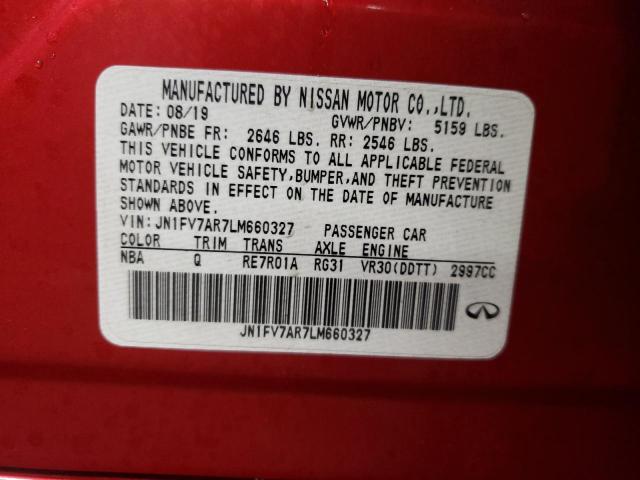 MANUFACTURED BY NISSAN MOTOR CO.,LTD.
DATE: 08/19 GVWR/PNBV: 5159 LBS.
GAWR/PNBE FR: 2646 LBS. RR: 2546 LBS.
THIS VEHICLE CONFORMS TO ALL APPLICABLE FEDERAL
MOTOR VEHICLE SAFETY,BUMPER,AND THEFT PREVENTION
STANDARDS IN EFFECT ON THE DATE OF MANUFACTURE
SHOWN ABOVE.
VIN: JN1FV7AR7LM660327 PASSENGER CAR
COLOR TRIM TRANS AXLE ENGINE
NBA Q RE7R01A RG31 VR30(DDTT) 2997CC
JN1FV7AR7LM660327